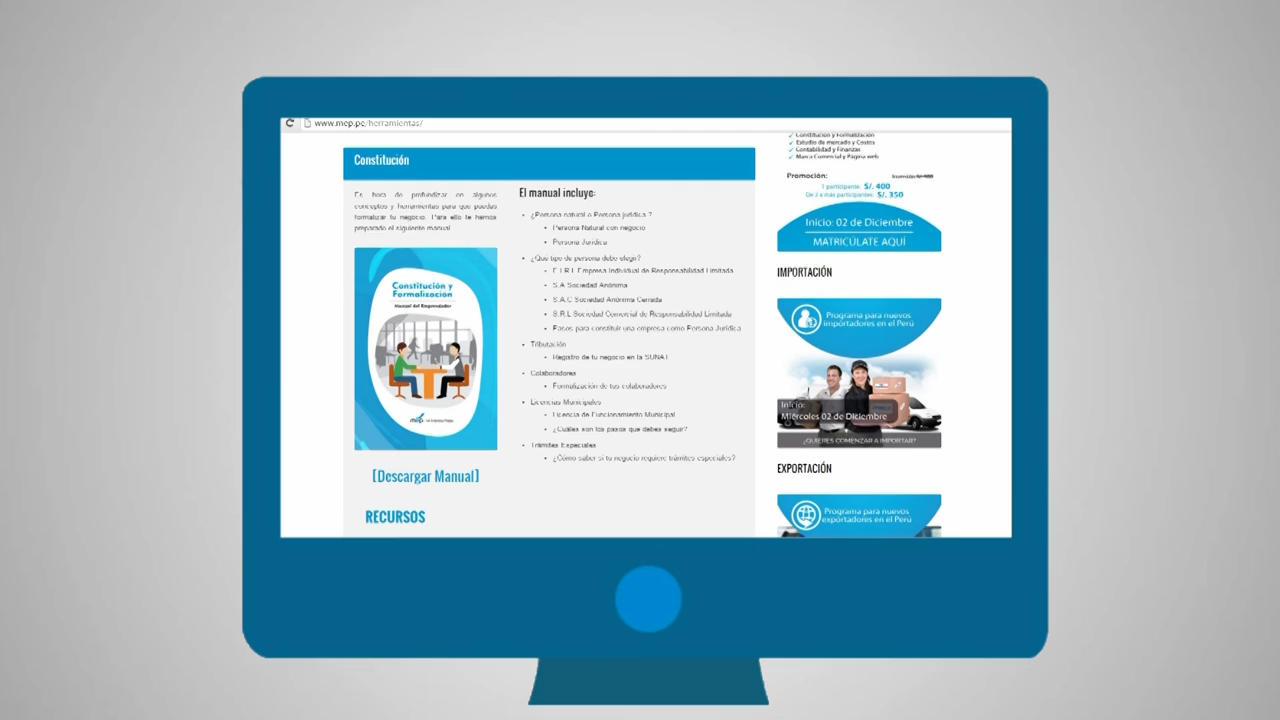 www.mep.pe/herramientas/
Constitución
Es hora de profundizar en algunos
conceptos y herramientas para que puedas
formalizar tu negocio. Para ello te hemos
preparado el siguiente manual
Constitución y
Formalización
Manual del Emprendedor
mep
[Descargar Manual]
RECURSOS
El manual incluye:
¿Persona natural o Persona jurídica ?
Persona Natural con negocio
Persona Jurídica
¿Que tipo de persona debo elegir?
E.I.R.L Empresa Individual de Responsabilidad Limitada
S.A Sociedad Anónima
S.A.C Sociedad Anónima Cerrada
S.R.L Sociedad Comercial de Responsabilidad Limitada
Pasos para constituir una empresa como Persona Jurídica
Tributación
Registro de tu negocio en la SUNAT
Colaboradores
Formalización de tus colaboradores
Licencias Municipales
Licencia de Funcionamiento Municipal
¿Cuáles son los pasos que debes seguir?
Trámites Especiales
¿Cómo saber si tu negocio requiere trámites especiales?
Constitución y Formalización
Estudio de mercado y Costos
Contabilidad y Finanzas
Marca Comercial y Página web
Promoción:
1 participante: S/. 400
De 2 a más participantes: S/. 350
Inicio: 02 de Diciembre
MATRICÚLATE AQUÍ
IMPORTACIÓN
Programa para nuevos
importadores en el Perú
Inicio:
Miércoles 02 de Diciembre
¿QUIERES COMENZAR A IMPORTAR?
EXPORTACIÓN
Programa para nuevos
exportadores en el Perú